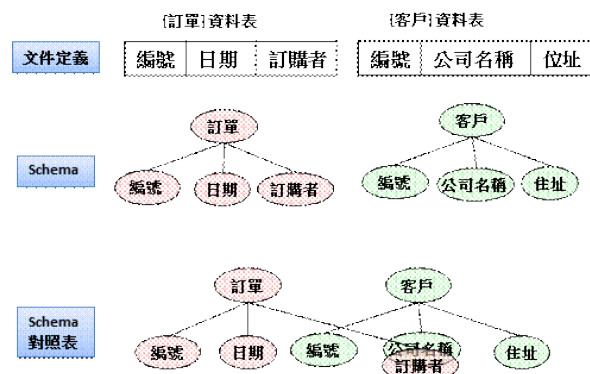 {訂單}資料表 {客戶}資料表
文件定義 編號 日期 訂購者 編號 公司名稱 位址
訂單 客戶
Schema
編號 日期 訂購者 編號 公司名稱 住址
訂單 客戶
Schema
對照表
編號 日期 編號 公司名稱 住址
訂購者